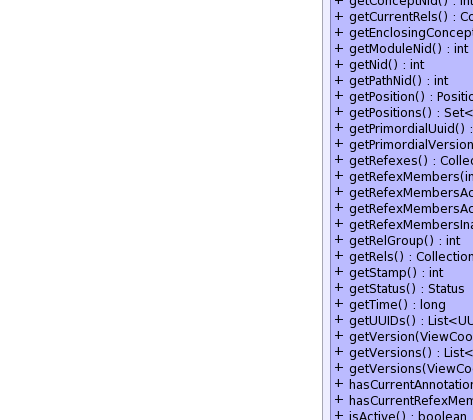 + getConceptNid() : int
+ getCurrentRels() : Co
+ getEnclosingConcept
+ getModuleNid() : int
+ getNid() : int
+ getPathNid() : int
+ getPosition() : Positio
+ getPositions() : Set<
+ getPrimordialUuid() :
+ getPrimordialVersion
+ getRefexes() : Collec
+ getRefexMembers(in
+ getRefexMembersAc
+ getRefexMembersAc
+ getRefexMembersIna
+ getRelGroup() : int
+ getRels() : Collection
+ getStamp() : int
+ getStatus() : Status
+ getTime() : long
+ getUUIDs() : List<UU
+ getVersion(ViewCoo
+ getVersions() : List<
+ getVersions(ViewCo
+ hasCurrentAnnotation
+ hasCurrentRefexMem
+ isActive() : boolean